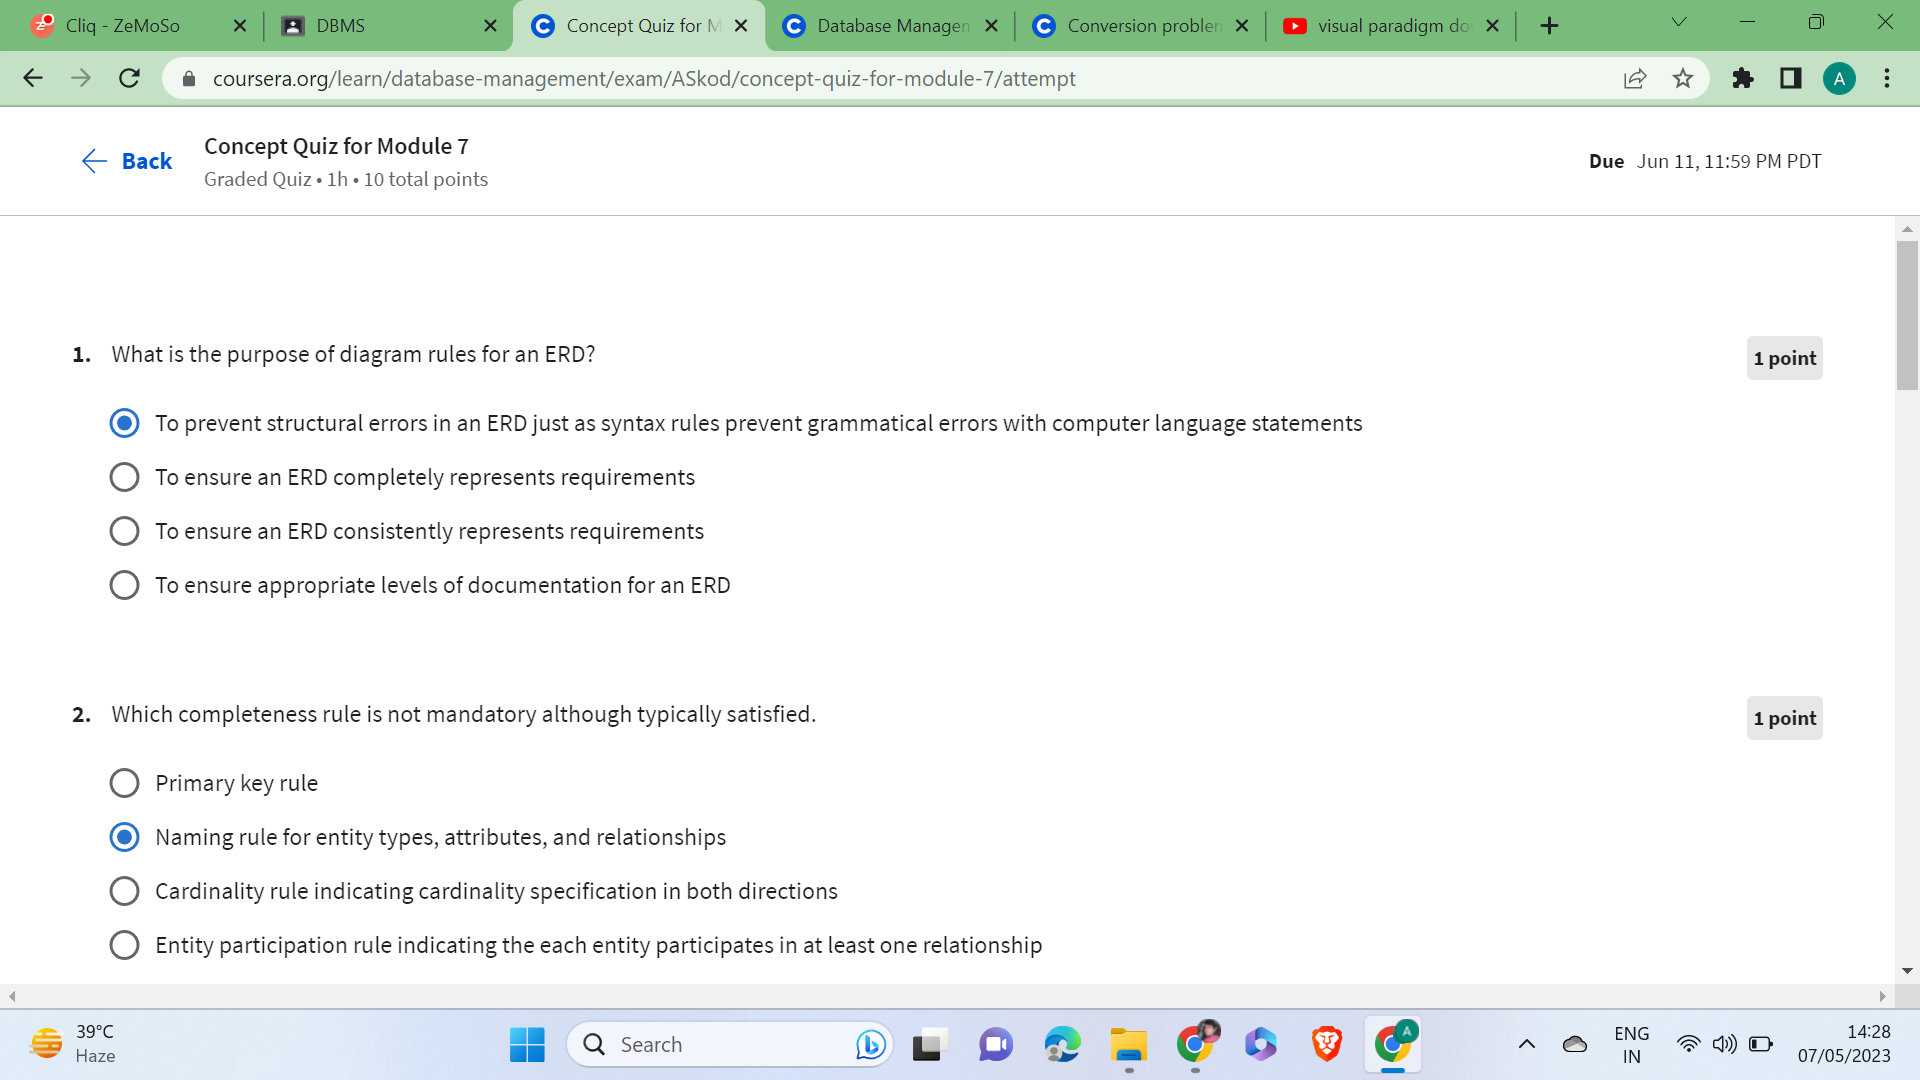 Cliq - ZeMoSo
DBMS
Concept Quiz for M
Database Managem
Conversion problem
visual paradigm do
coursera.org/learn/database-management/exam/ASkod/concept-quiz-for-module-7/attempt
A
Back
Concept Quiz for Module 7
Graded Quiz • 1h • 10 total points
Due Jun 11, 11:59 PM PDT
1. What is the purpose of diagram rules for an ERD?
1 point
To prevent structural errors in an ERD just as syntax rules prevent grammatical errors with computer language statements
To ensure an ERD completely represents requirements
To ensure an ERD consistently represents requirements
To ensure appropriate levels of documentation for an ERD
2. Which completeness rule is not mandatory although typically satisfied.
1 point
Primary key rule
Naming rule for entity types, attributes, and relationships
Cardinality rule indicating cardinality specification in both directions
Entity participation rule indicating the each entity participates in at least one relationship
39°C
Haze
Search
A
ENG
IN
14:28
07/05/2023